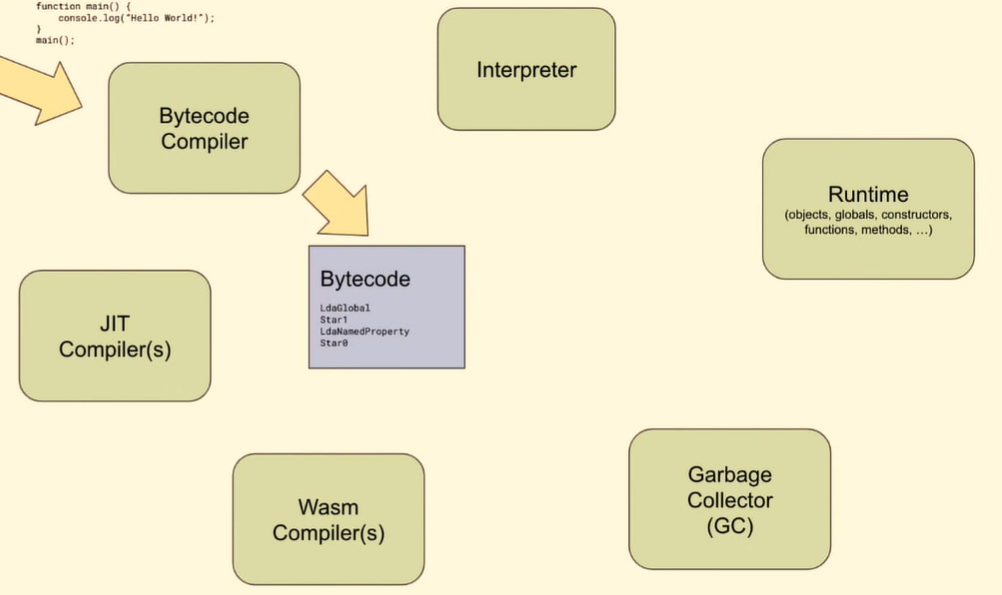 function main() {
console.log("Hello World!");
}
main();
Bytecode
Compiler
Interpreter
Runtime
(objects, globals, constructors,
functions, methods, …)
Bytecode
LdaGlobal
Star1
LdaNamedProperty
Star0
JIT
Compiler(s)
Wasm
Compiler(s)
Garbage
Collector
(GC)